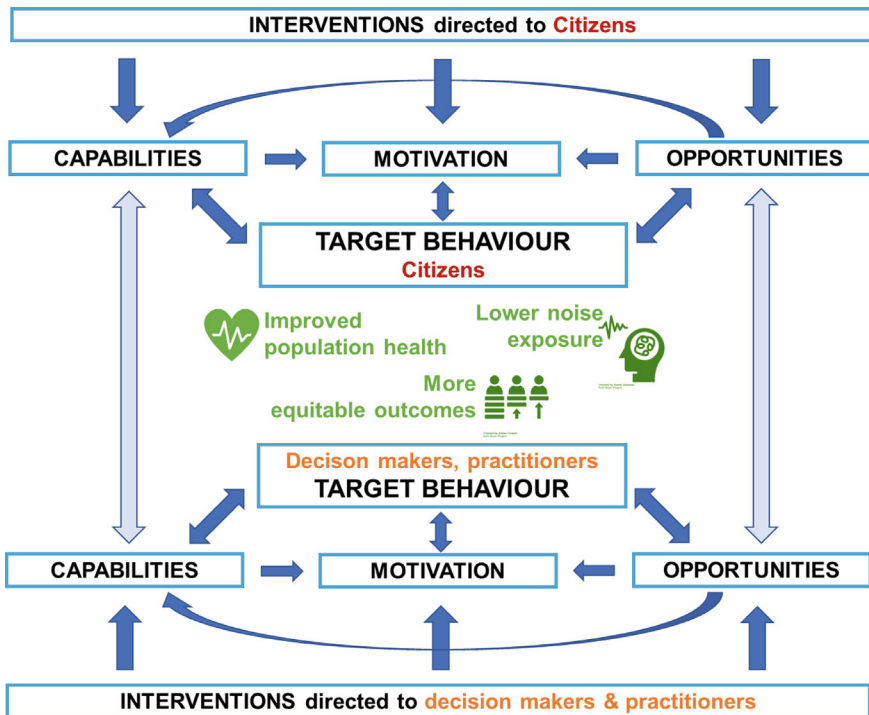 INTERVENTIONS directed to Citizens
CAPABILITIES
MOTIVATION
OPPORTUNITIES
TARGET BEHAVIOUR
Citizens
Improved
population health
Lower noise
exposure
More
equitable outcomes
Decison makers, practitioners
TARGET BEHAVIOUR
CAPABILITIES
MOTIVATION
OPPORTUNITIES
INTERVENTIONS directed to decision makers & practitioners